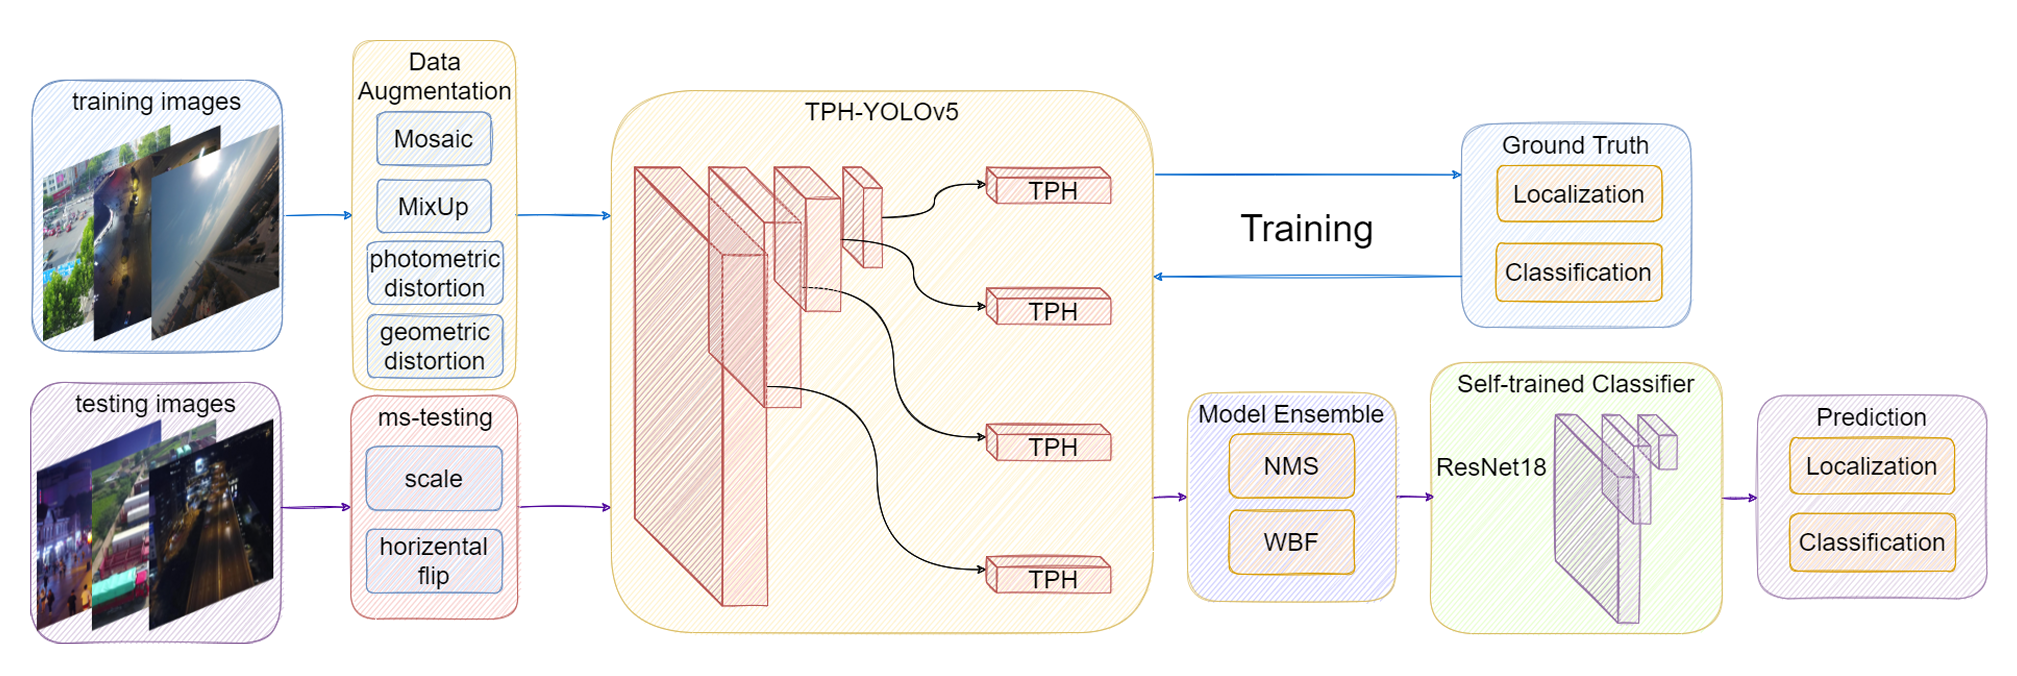 training images
Data
Augmentation
Mosaic
MixUp
photometric
distortion
geometric
distortion
TPH-YOLOv5
TPH
TPH
TPH
TPH
Training
Ground Truth
Localization
Classification
testing images
ms-testing
scale
horizental
flip
Model Ensemble
NMS
WBF
Self-trained Classifier
ResNet18
Prediction
Localization
Classification